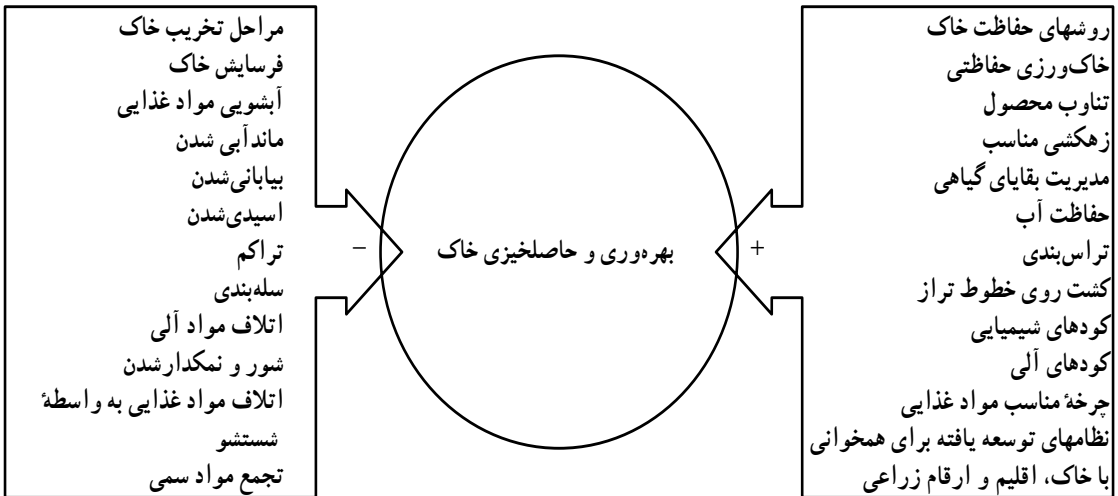 روشهای حفاظت خاک
خاک‌ورزی حفاظتی
تناوب محصول
زهکشی مناسب
مدیریت بقایای گیاهی
حفاظت آب
تراس‌بندی
کشت روی خطوط تراز
کودهای شیمیایی
کودهای آلی
چرخهٔ مناسب مواد غذایی
نظامهای توسعه یافته برای همخوانی
با خاک، اقلیم و ارقام زراعی
+
بهره‌وری و حاصلخیزی خاک
–
مراحل تخریب خاک
فرسایش خاک
آبشویی مواد غذایی
ماندآبی شدن
بیابانی‌شدن
اسیدی‌شدن
تراکم
سله‌بندی
اتلاف مواد آلی
شور و نمکدارشدن
اتلاف مواد غذایی به واسطهٔ
شستشو
تجمع مواد سمی